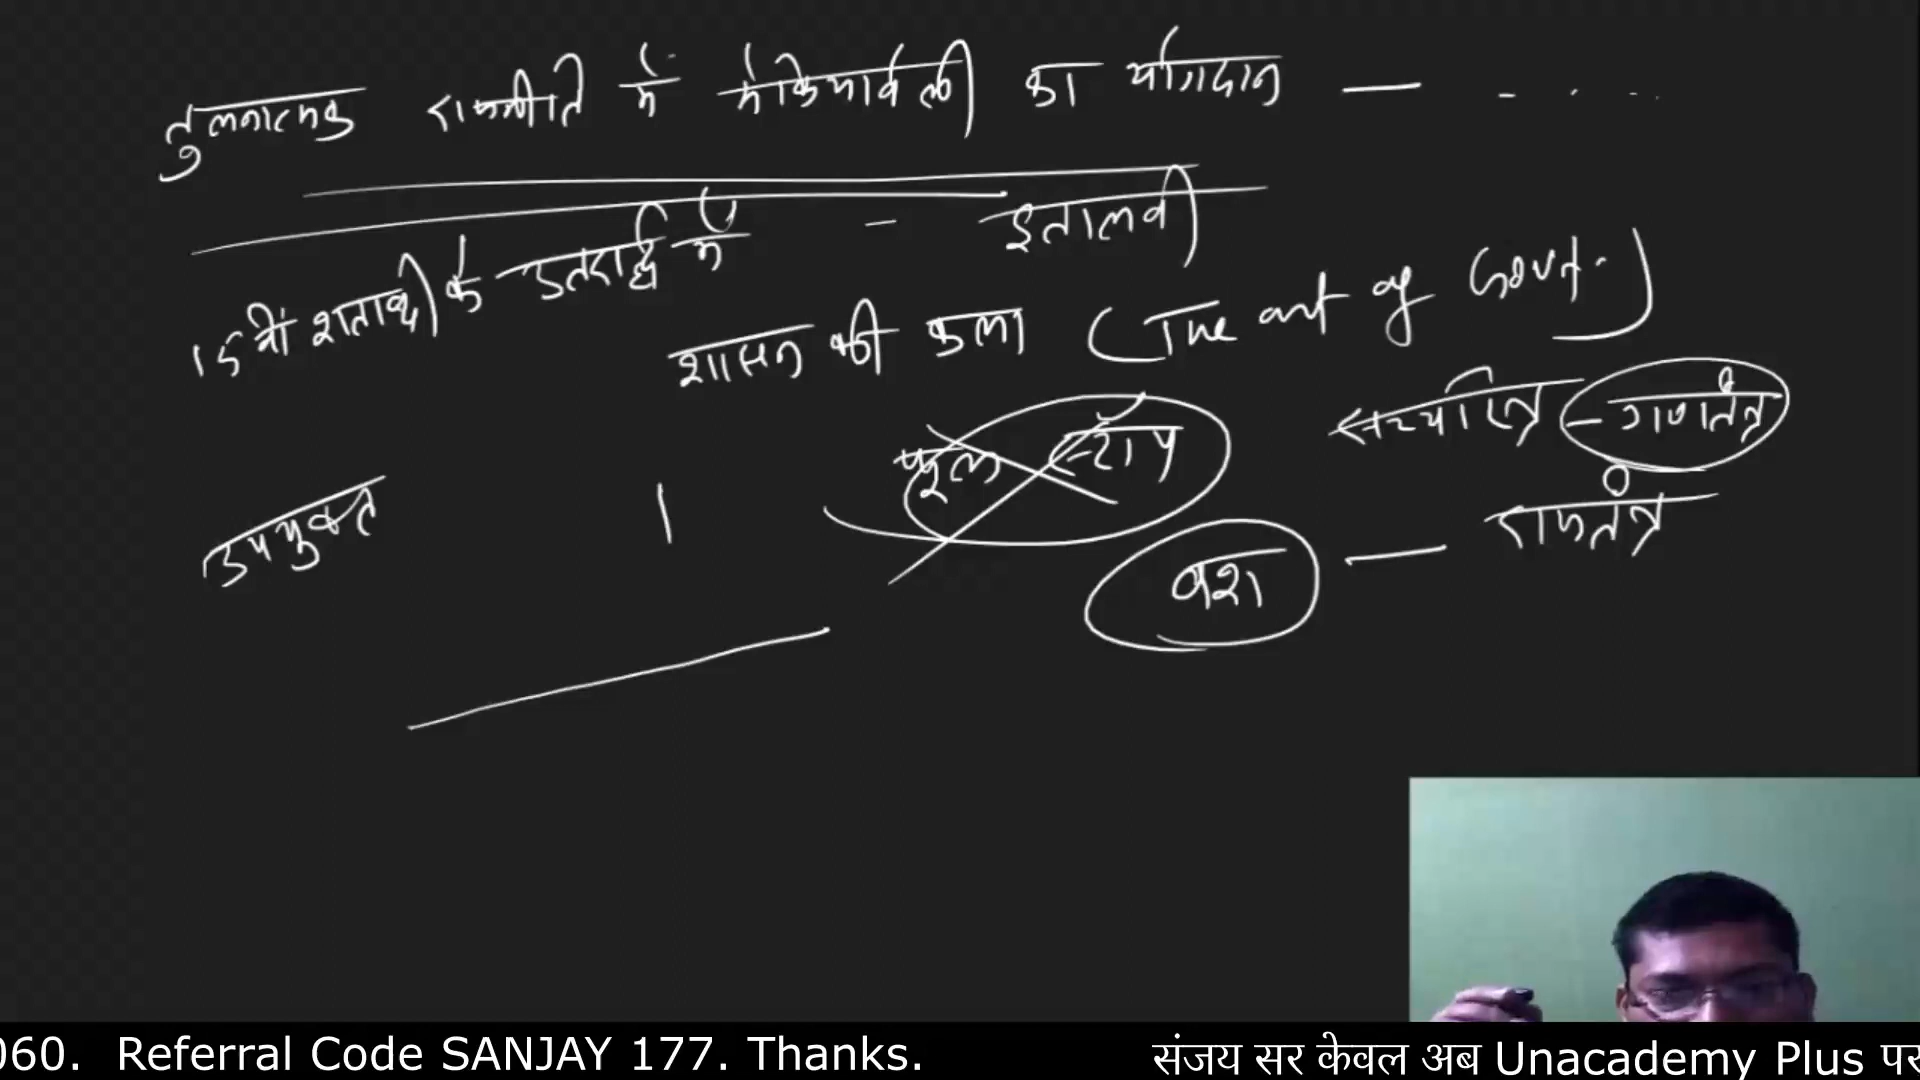 तुलनात्मक राजनीति में मैकियावेली का योगदान — - . . .
15वीं शताब्दी के उत्तरार्द्ध में - इतालवी
शासन की कला (The art of Govt.)
सच्चरित्र - गणतंत्र
फूल स्टॉप
उपयुक्त । वंश — राजतंत्र
060. Referral Code SANJAY 177. Thanks. संजय सर केवल अब Unacademy Plus पर